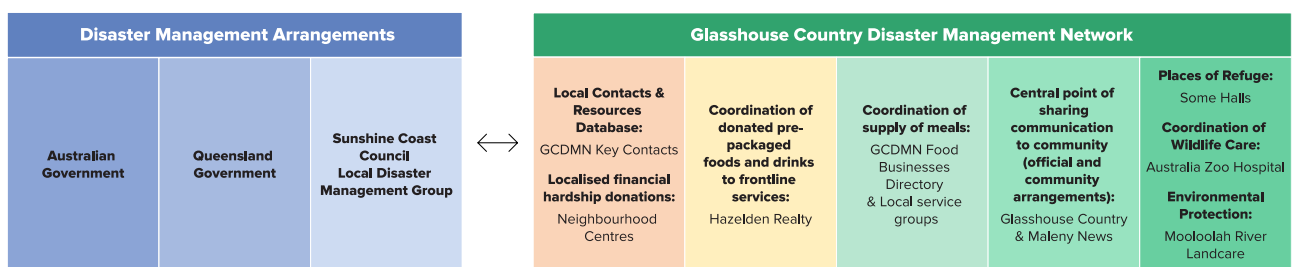 Disaster Management Arrangements
Australian
Government
Queensland
Government
Sunshine Coast
Council
Local Disaster
Management Group
Glasshouse Country Disaster Management Network
Local Contacts &
Resources
Database:
GCDMN Key Contacts
Localised financial
hardship donations:
Neighbourhood
Centres
Coordination of
donated pre-
packaged
foods and drinks
to frontline
services:
Hazelden Realty
Coordination of
supply of meals:
GCDMN Food
Businesses
Directory
& Local service
groups
Central point of
sharing
communication
to community
(official and
community
arrangements):
Glasshouse Country
& Maleny News
Places of Refuge:
Some Halls
Coordination of
Wildlife Care:
Australia Zoo Hospital
Environmental
Protection:
Mooloolah River
Landcare